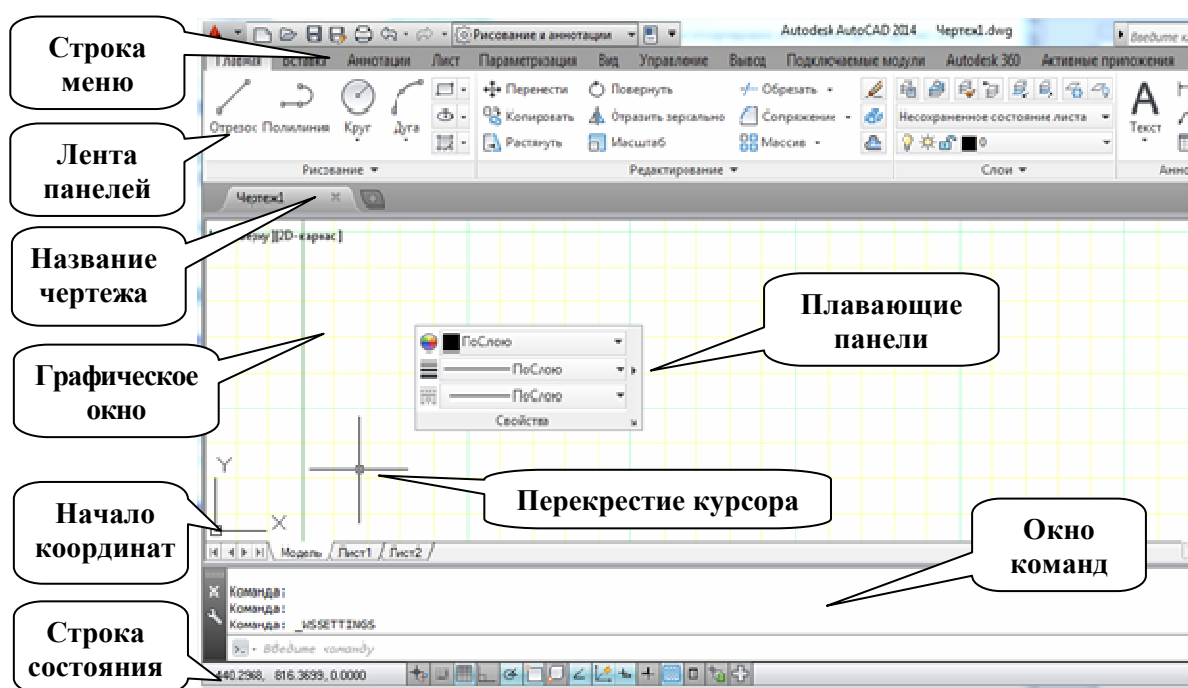 Рисование и аннотации
Autodesk AutoCAD 2014 Чертеж1.dwg
Введите к
Строка
меню
Главная Вставка Аннотации Лист Параметризация Вид Управление Вывод Подключаемые модули Autodesk 360 Активные приложения
Перенести Повернуть Обрезать
Копировать Отразить зеркально Сопряжение
Растянуть Масштаб Массив
Отрезок Полилиния Круг Дуга
Несохраненное состояние листа
0
Текст
Рисование Редактирование Слои Анно
Лента
панелей
Чертеж1
[2D-каркас]
Название
чертежа
Плавающие
панели
ПоСлою
ПоСлою
ПоСлою
Свойства
Графическое
окно
Y
X
Перекрестие курсора
Начало
координат
Окно
команд
Модель Лист1 Лист2
Команда:
Команда:
Команда: _WSSETTINGS
Введите команду
Строка
состояния
440.2968, 816.3699, 0.0000